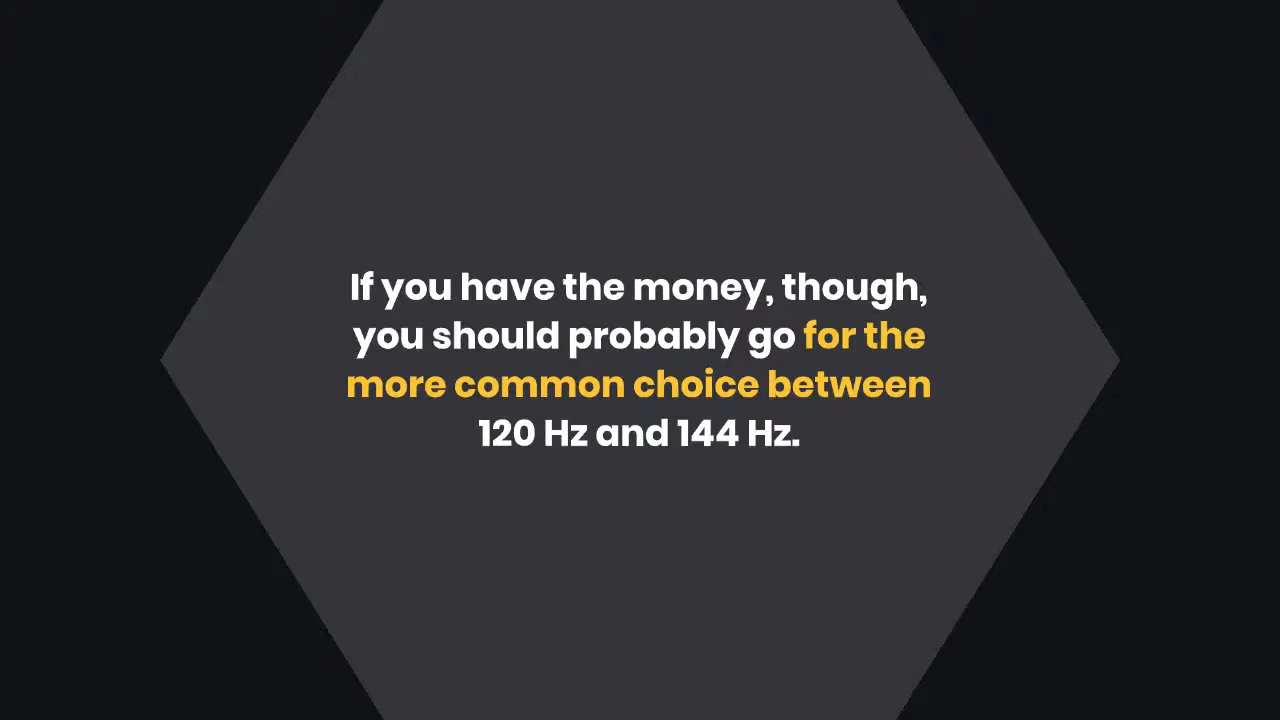 If you have the money, though,
you should probably go for the
more common choice between
120 Hz and 144 Hz.